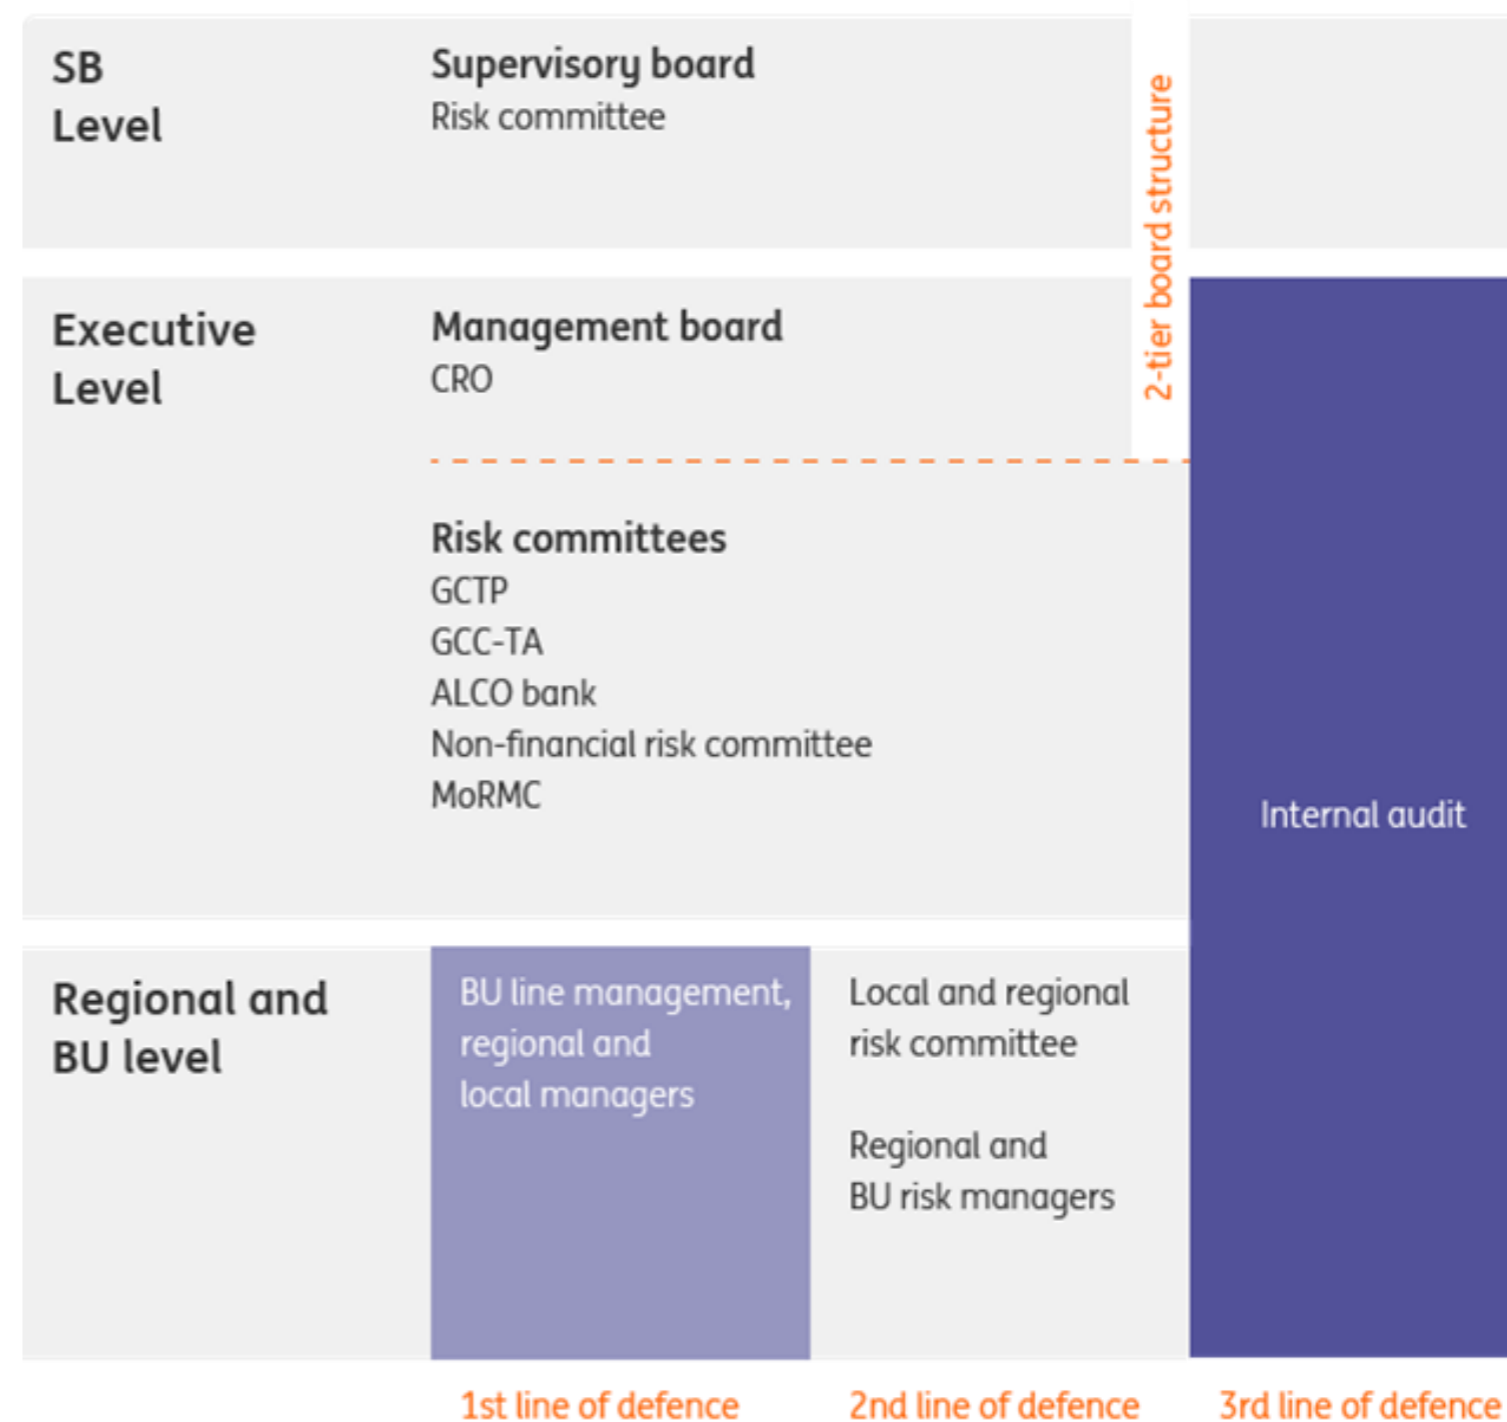 SB
Level
Supervisory board
Risk committee
2-tier board structure
Executive
Level
Management board
CRO
Risk committees
GCTP
GCC-TA
ALCO bank
Non-financial risk committee
MoRMC
Internal audit
Regional and
BU level
BU line management,
regional and
local managers
Local and regional
risk committee
Regional and
BU risk managers
1st line of defence
2nd line of defence
3rd line of defence